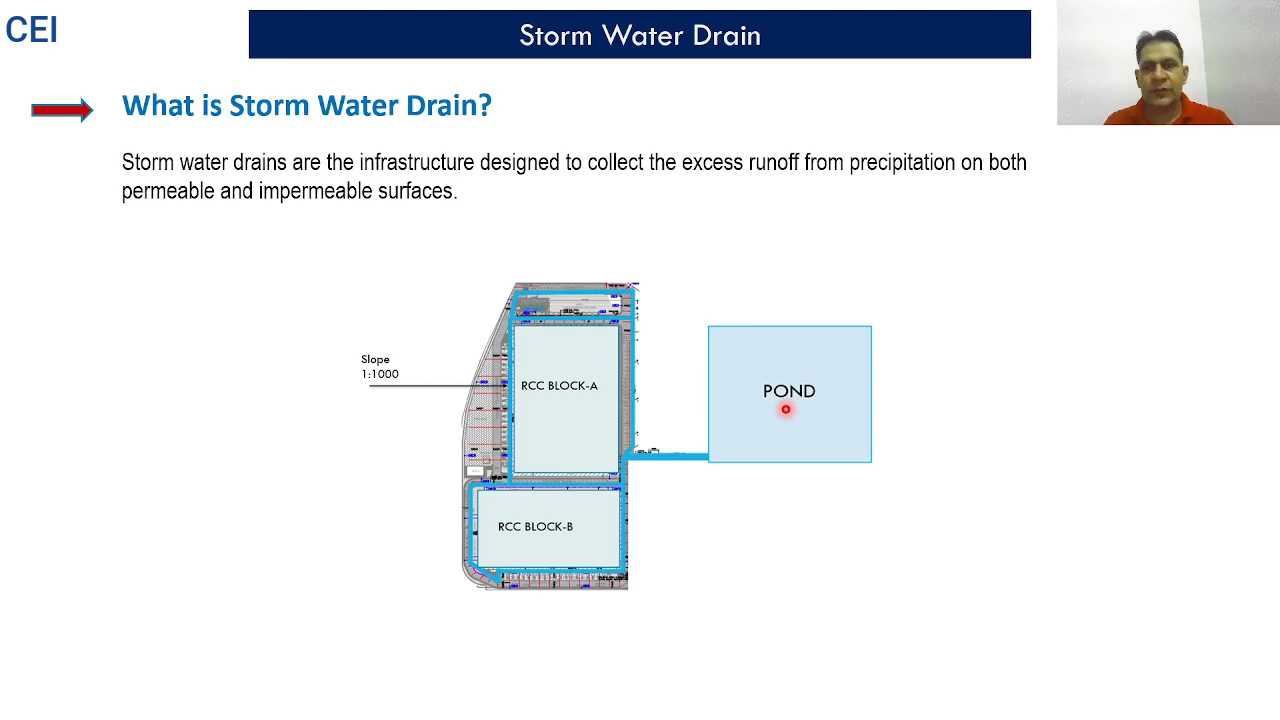 CEI
Storm Water Drain
What is Storm Water Drain?
Storm water drains are the infrastructure designed to collect the excess runoff from precipitation on both
permeable and impermeable surfaces.
Slope
1:1000
RCC BLOCK-A
POND
RCC BLOCK-B